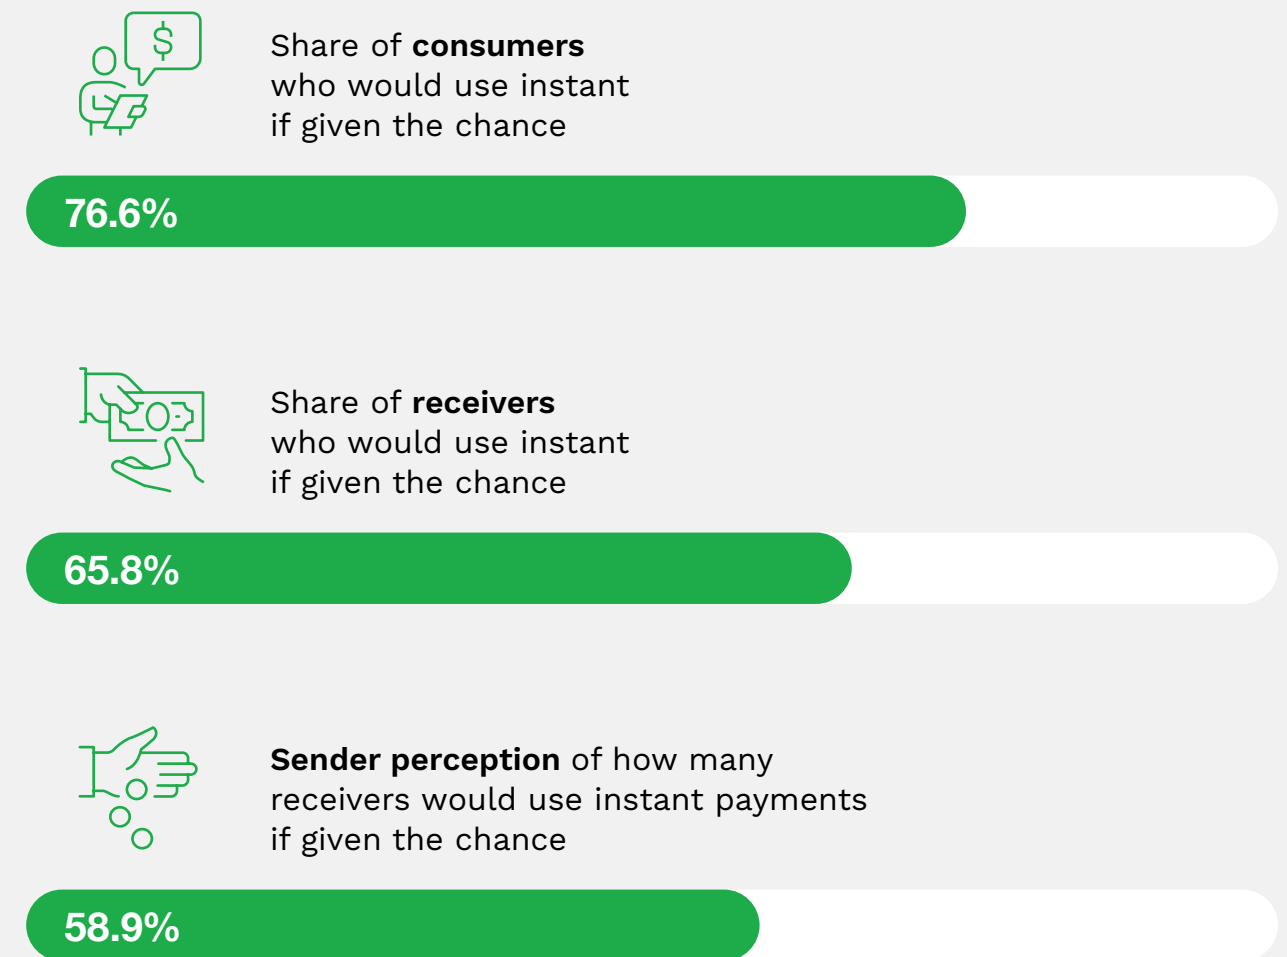 $
Share of consumers
who would use instant
if given the chance
76.6%
Share of receivers
who would use instant
if given the chance
65.8%
Sender perception of how many
receivers would use instant payments
if given the chance
58.9%